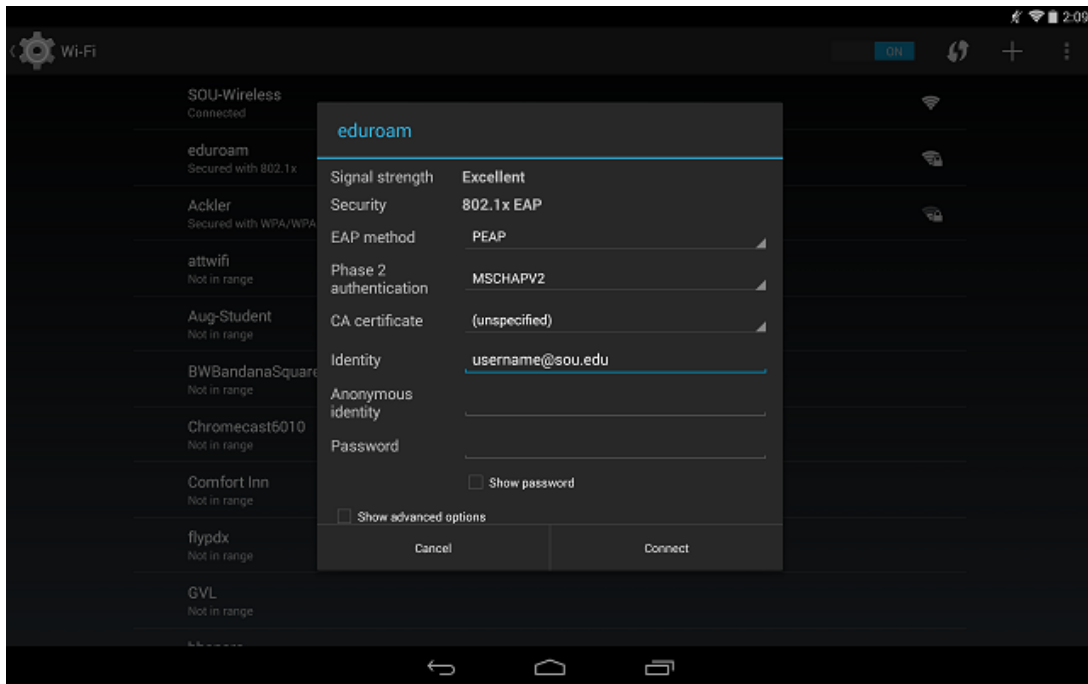 2:09
Wi-Fi
ON
SOU-Wireless
Connected
eduroam
Secured with 802.1x
Ackler
Secured with WPA/WPA
attwifi
Not in range
Aug-Student
Not in range
BWBandanaSquare
Not in range
Chromecast6010
Not in range
Comfort Inn
Not in range
flypdx
Not in range
GVL
Not in range
eduroam
Signal strength Excellent
Security 802.1x EAP
EAP method PEAP
Phase 2
authentication MSCHAPV2
CA certificate (unspecified)
Identity username@sou.edu
Anonymous
identity
Password
Show password
Show advanced options
Cancel Connect